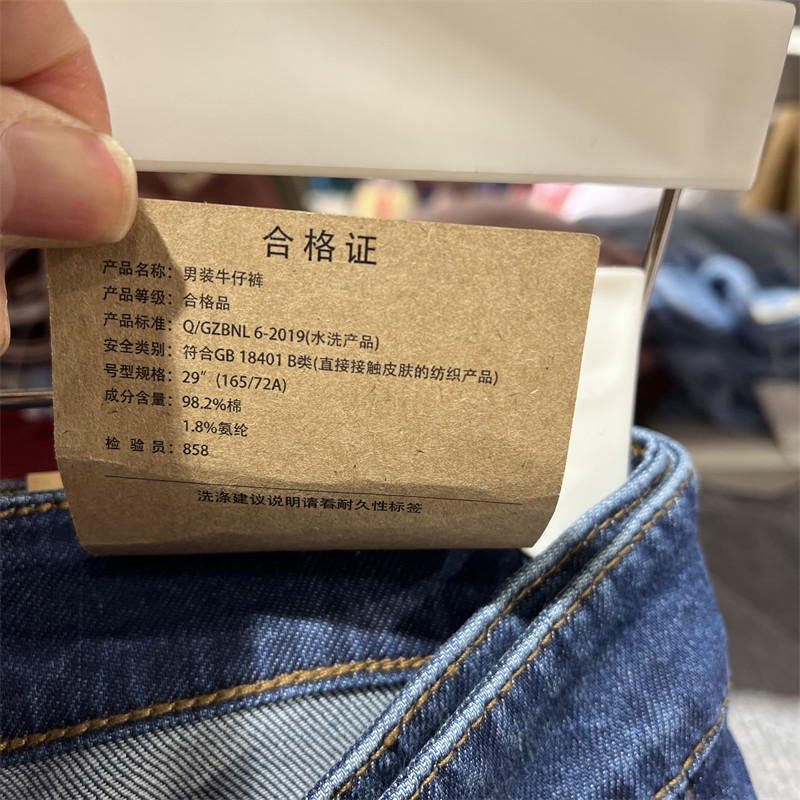 合格证
产品名称：男装牛仔裤
产品等级：合格品
产品标准：Q/GZBNL 6-2019(水洗产品)
安全类别：符合GB 18401 B类(直接接触皮肤的纺织产品)
号型规格：29″ (165/72A)
成分含量：98.2%棉
1.8%氨纶
检 验 员：858
洗涤建议说明请看耐久性标签